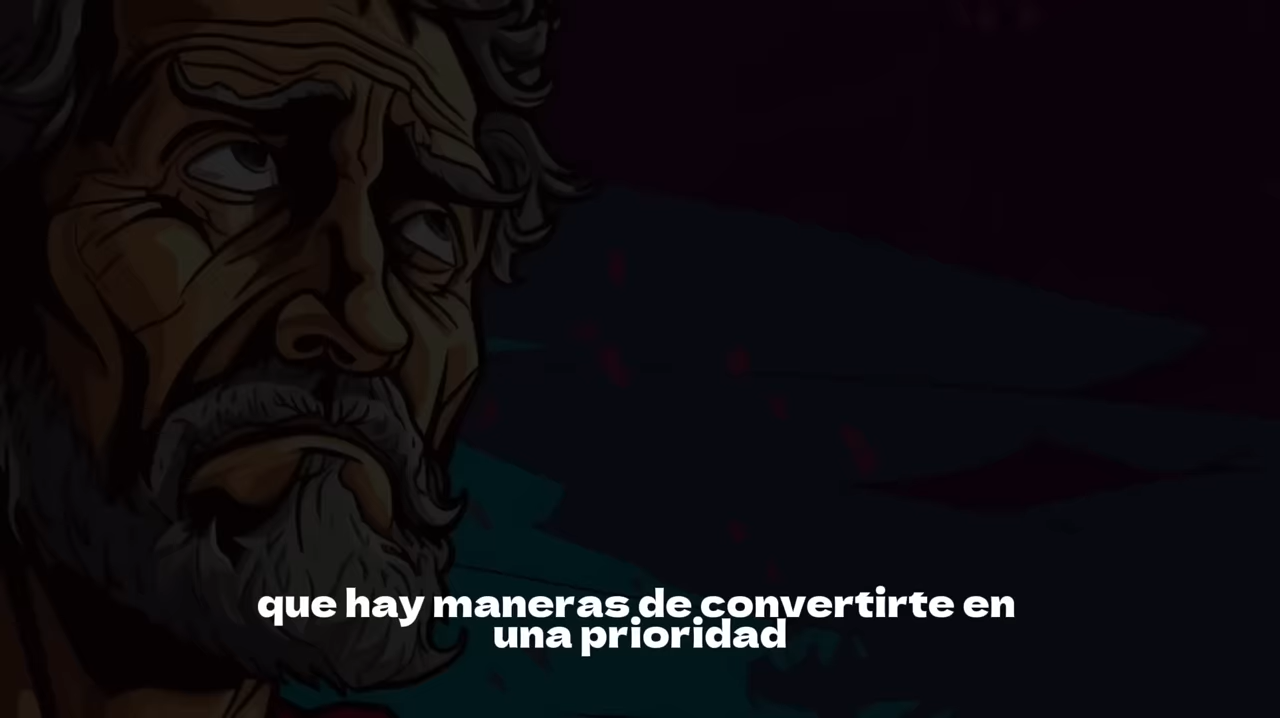 que hay maneras de convertirte en
una prioridad